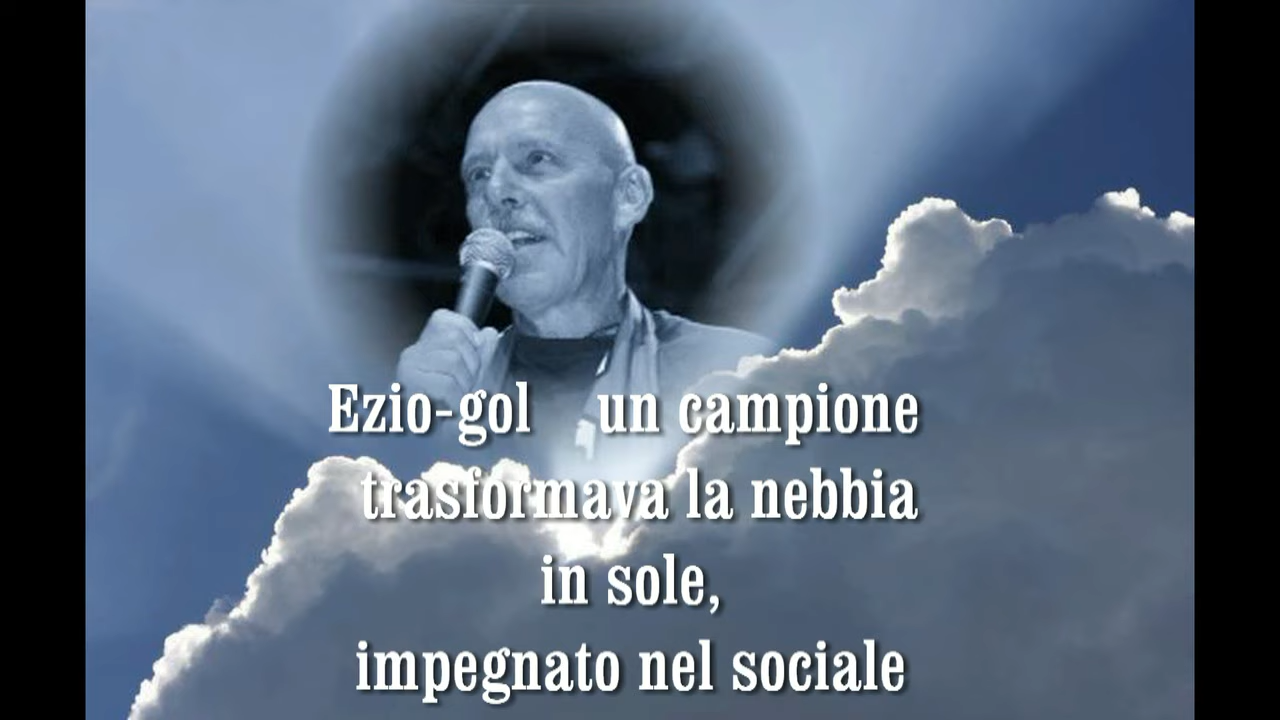 Ezio-gol un campione
trasformava la nebbia
in sole,
impegnato nel sociale